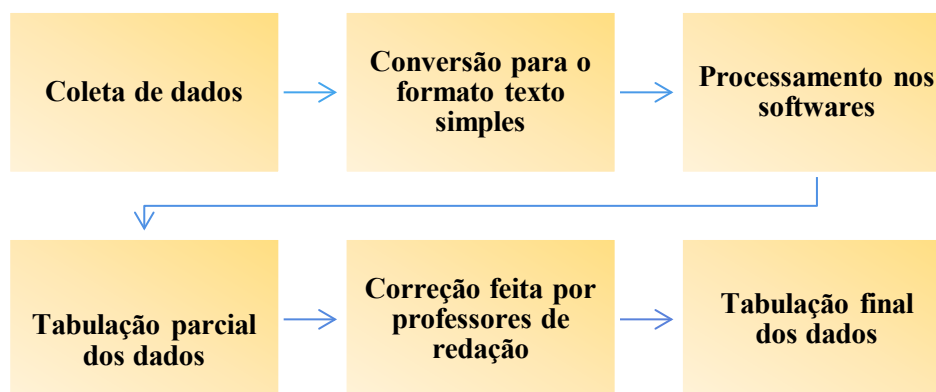 Coleta de dados
Conversão para o
formato texto
simples
Processamento nos
softwares
Tabulação parcial
dos dados
Correção feita por
professores de
redação
Tabulação final
dos dados